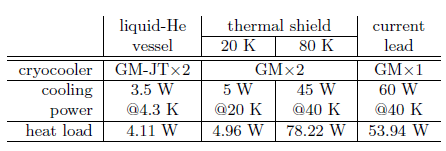 liquid-He thermal shield current
vessel 20 K 80 K lead
cryocooler GM-JT×2 GM×2 GM×1
cooling 3.5 W 5 W 45 W 60 W
power @4.3 K @20 K @40 K @40 K
heat load 4.11 W 4.96 W 78.22 W 53.94 W